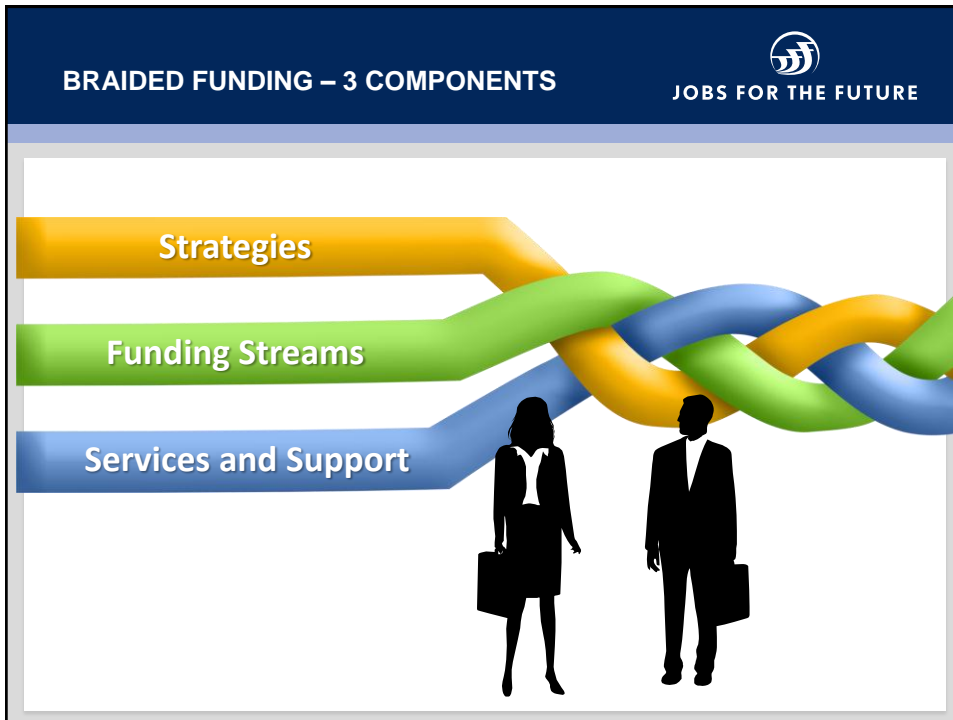 BRAIDED FUNDING – 3 COMPONENTS
JOBS FOR THE FUTURE
Strategies
Funding Streams
Services and Support